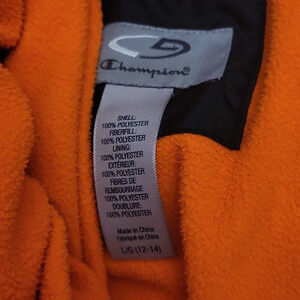 Champion
SHELL:
100% POLYESTER
FIBERFILL:
100% POLYESTER
LINING:
100% POLYESTER
EXTÉRIEUR:
100% POLYESTER
FIBRES DE
REMBOURRAGE:
100% POLYESTER
DOUBLURE:
100% POLYESTER
Made in China
Fabriqué en Chine
L/G (12-14)